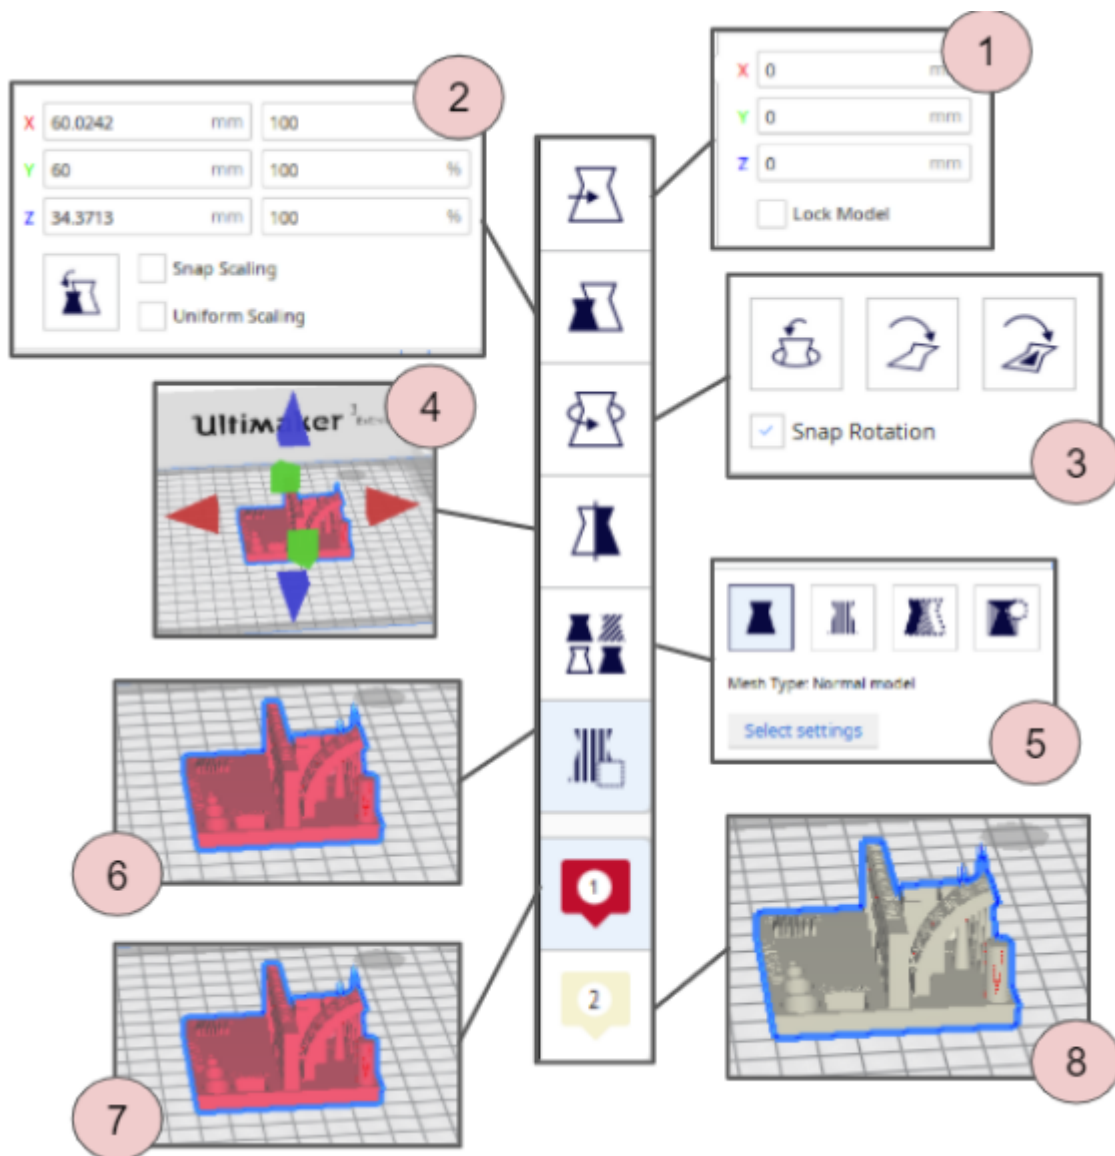 1
X 0 mm
Y 0 mm
Z 0 mm
Lock Model
2
X 60.0242 mm 100
Y 60 mm 100 %
Z 34.3713 mm 100 %
Snap Scaling
Uniform Scaling
Snap Rotation
3
4
Ultimaker 3
Mesh Type: Normal model
Select settings
5
6
1
7
2
8